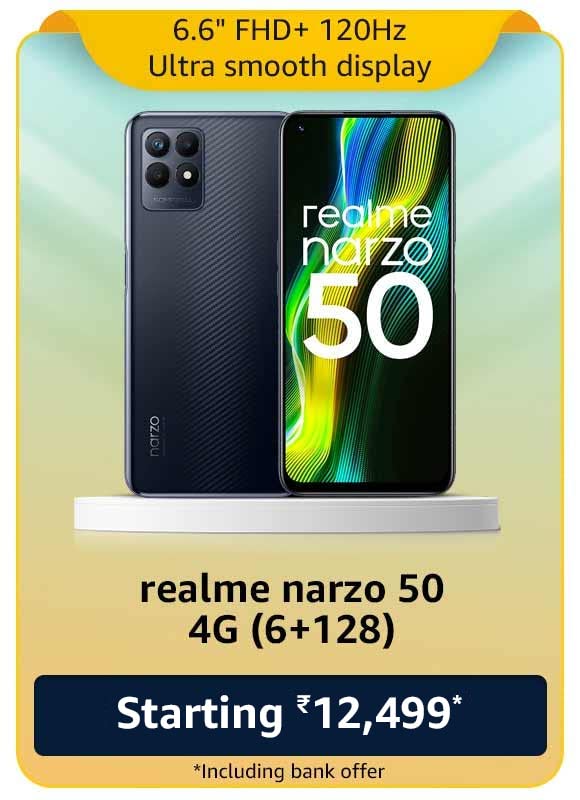 6.6" FHD+ 120Hz
Ultra smooth display
realme
narzo
50
narzo
realme narzo 50
4G (6+128)
Starting ₹12,499*
*Including bank offer